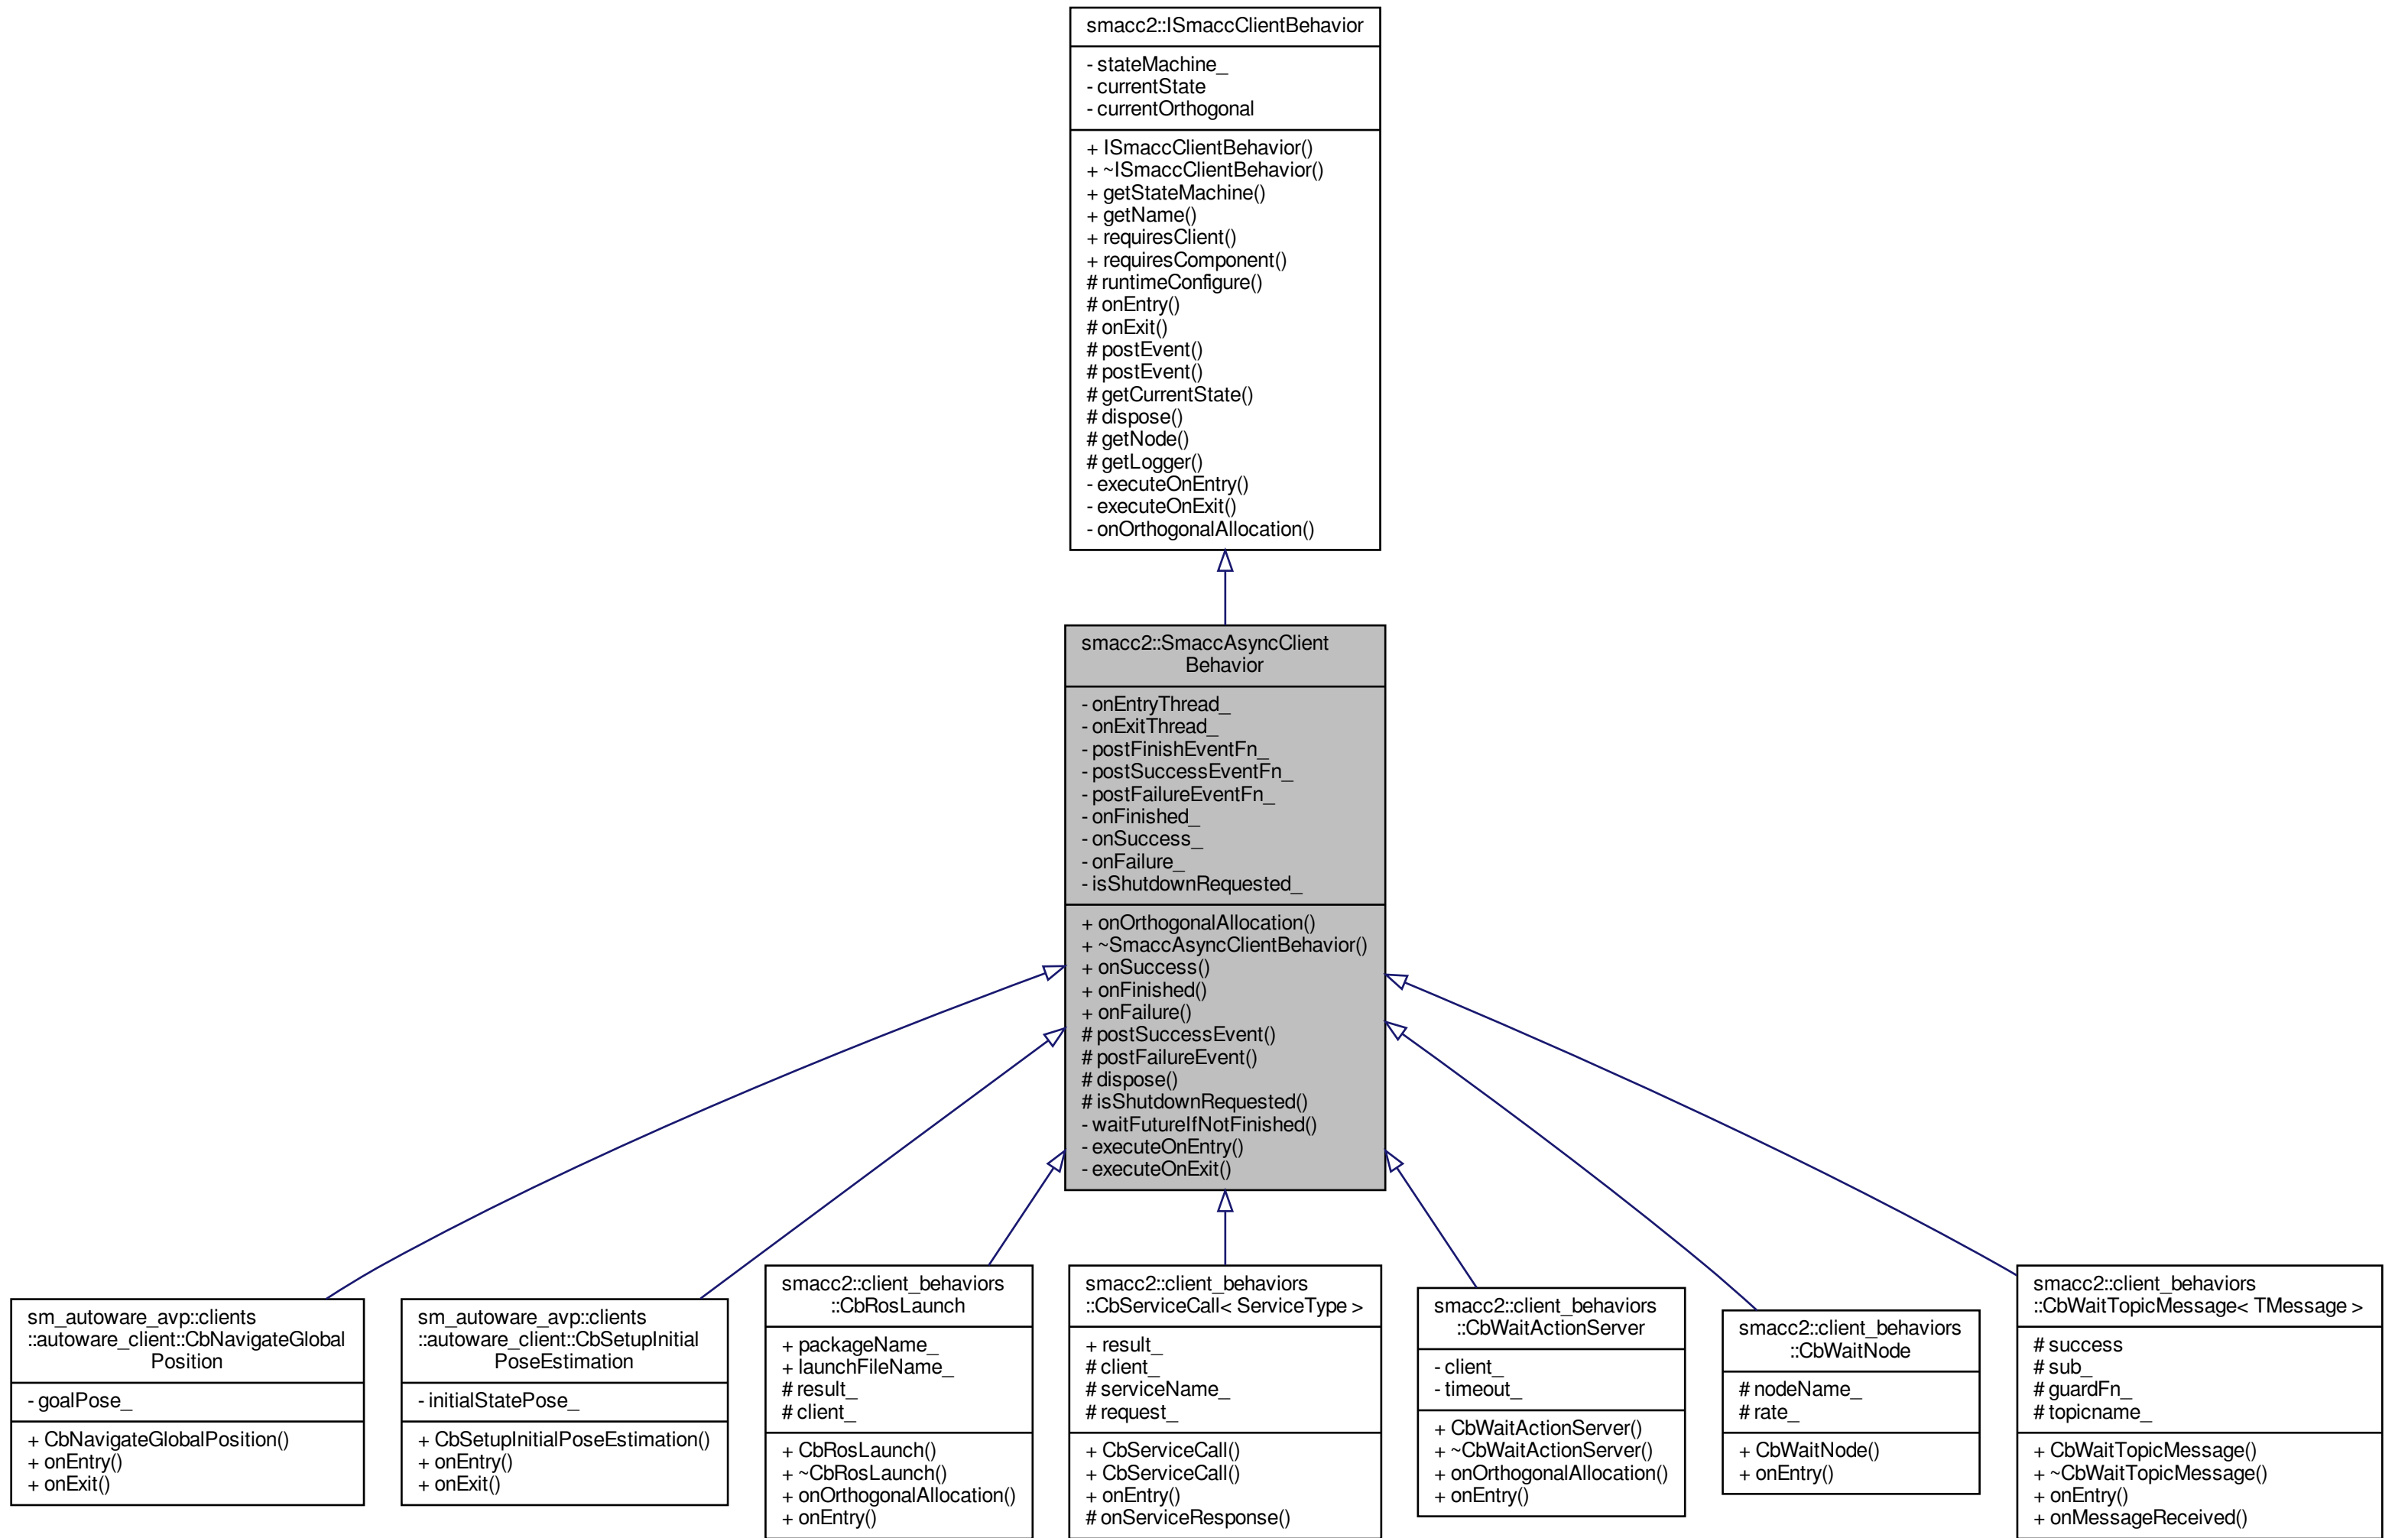 smacc2::ISmaccClientBehavior
- stateMachine_
- currentState
- currentOrthogonal
+ ISmaccClientBehavior()
+ ~ISmaccClientBehavior()
+ getStateMachine()
+ getName()
+ requiresClient()
+ requiresComponent()
# runtimeConfigure()
# onEntry()
# onExit()
# postEvent()
# postEvent()
# getCurrentState()
# dispose()
# getNode()
# getLogger()
- executeOnEntry()
- executeOnExit()
- onOrthogonalAllocation()
smacc2::SmaccAsyncClient
Behavior
- onEntryThread_
- onExitThread_
- postFinishEventFn_
- postSuccessEventFn_
- postFailureEventFn_
- onFinished_
- onSuccess_
- onFailure_
- isShutdownRequested_
+ onOrthogonalAllocation()
+ ~SmaccAsyncClientBehavior()
+ onSuccess()
+ onFinished()
+ onFailure()
# postSuccessEvent()
# postFailureEvent()
# dispose()
# isShutdownRequested()
- waitFutureIfNotFinished()
- executeOnEntry()
- executeOnExit()
sm_autoware_avp::clients
::autoware_client::CbNavigateGlobal
Position
- goalPose_
+ CbNavigateGlobalPosition()
+ onEntry()
+ onExit()
sm_autoware_avp::clients
::autoware_client::CbSetupInitial
PoseEstimation
- initialStatePose_
+ CbSetupInitialPoseEstimation()
+ onEntry()
+ onExit()
smacc2::client_behaviors
::CbRosLaunch
+ packageName_
+ launchFileName_
# result_
# client_
+ CbRosLaunch()
+ ~CbRosLaunch()
+ onOrthogonalAllocation()
+ onEntry()
smacc2::client_behaviors
::CbServiceCall< ServiceType >
+ result_
# client_
# serviceName_
# request_
+ CbServiceCall()
+ CbServiceCall()
+ onEntry()
# onServiceResponse()
smacc2::client_behaviors
::CbWaitActionServer
- client_
- timeout_
+ CbWaitActionServer()
+ ~CbWaitActionServer()
+ onOrthogonalAllocation()
+ onEntry()
smacc2::client_behaviors
::CbWaitNode
# nodeName_
# rate_
+ CbWaitNode()
+ onEntry()
smacc2::client_behaviors
::CbWaitTopicMessage< TMessage >
# success
# sub_
# guardFn_
# topicname_
+ CbWaitTopicMessage()
+ ~CbWaitTopicMessage()
+ onEntry()
+ onMessageReceived()